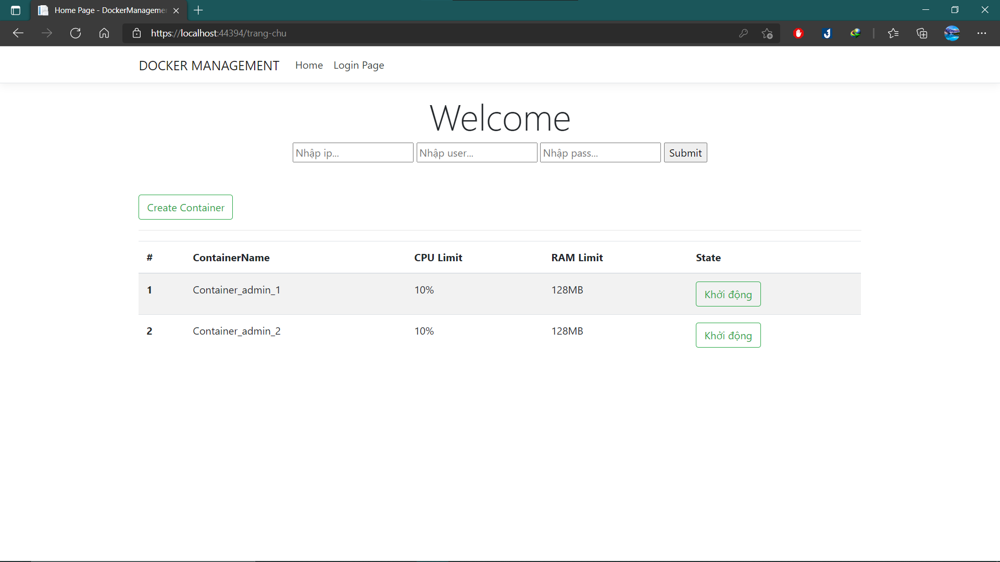 Home Page - DockerManagemen
https://localhost:44394/trang-chu
DOCKER MANAGEMENT Home Login Page
Welcome
Nhập ip... Nhập user... Nhập pass... Submit
Create Container
# ContainerName CPU Limit RAM Limit State
1 Container_admin_1 10% 128MB Khởi động
2 Container_admin_2 10% 128MB Khởi động